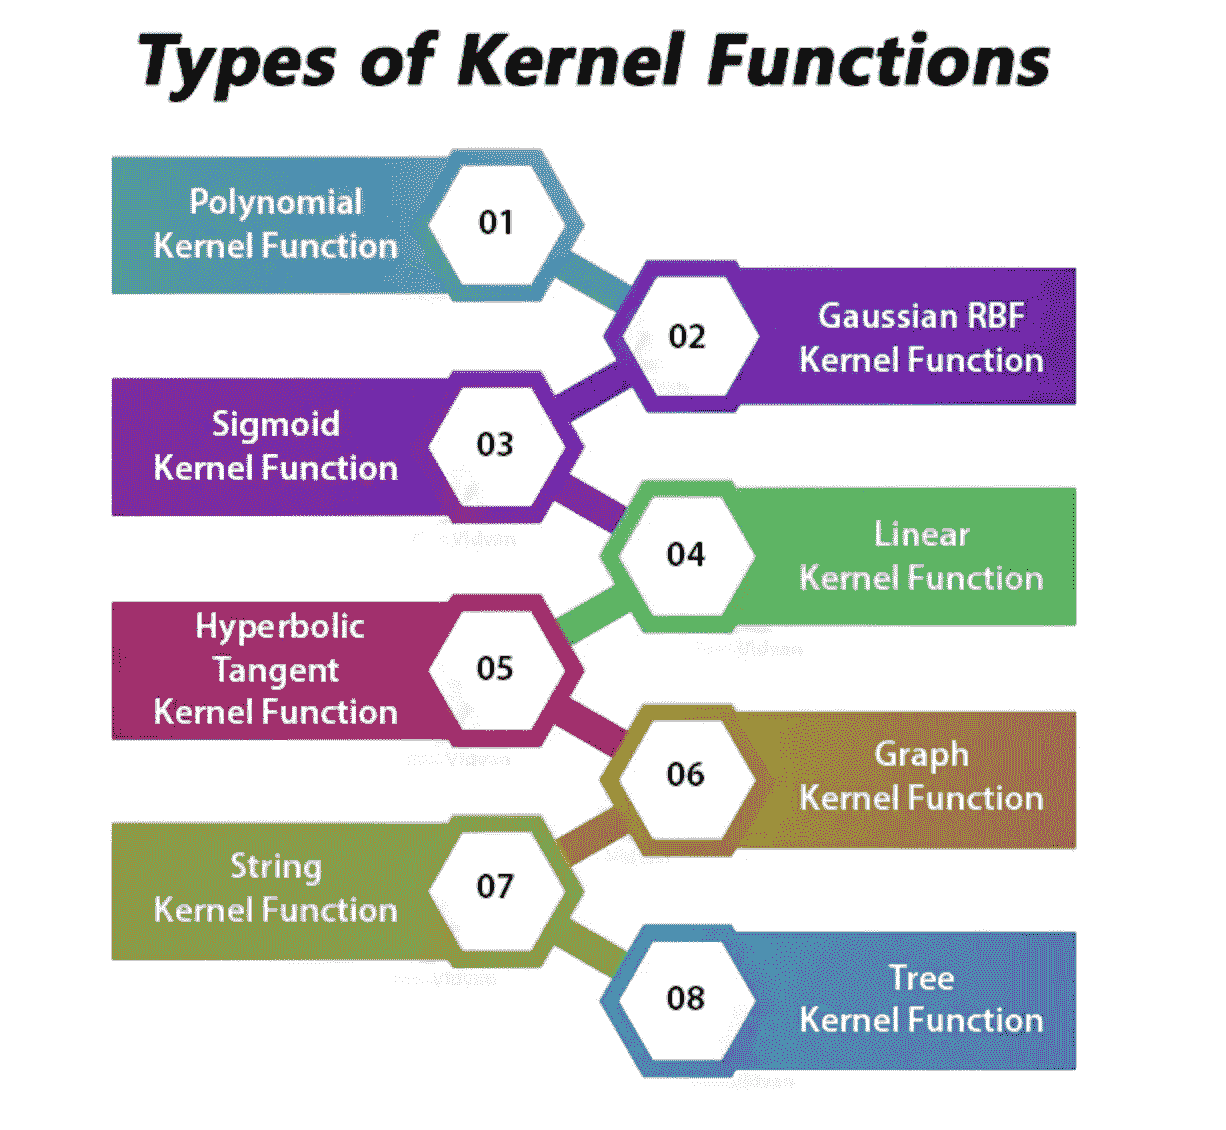 Types of Kernel Functions
Polynomial
Kernel Function
01
02
Gaussian RBF
Kernel Function
Sigmoid
Kernel Function
03
04
Linear
Kernel Function
Hyperbolic
Tangent
Kernel Function
05
06
Graph
Kernel Function
String
Kernel Function
07
08
Tree
Kernel Function